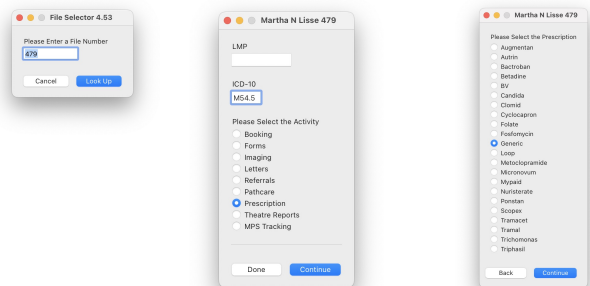 File Selector 4.53
Please Enter a File Number
479
Cancel
Look Up
Martha N Lisse 479
LMP
ICD-10
M54.5
Please Select the Activity
Booking
Forms
Imaging
Letters
Referrals
Pathcare
Prescription
Theatre Reports
MPS Tracking
Done
Continue
Martha N Lisse 479
Please Select the Prescription
Augmentan
Autrin
Bactroban
Betadine
BV
Candida
Clomid
Cyclocapron
Folate
Fosfomycin
Generic
Loop
Metoclopramide
Micronovum
Mypaid
Nuristerate
Ponstan
Scopex
Tramacet
Tramal
Trichomonas
Triphasil
Back
Continue